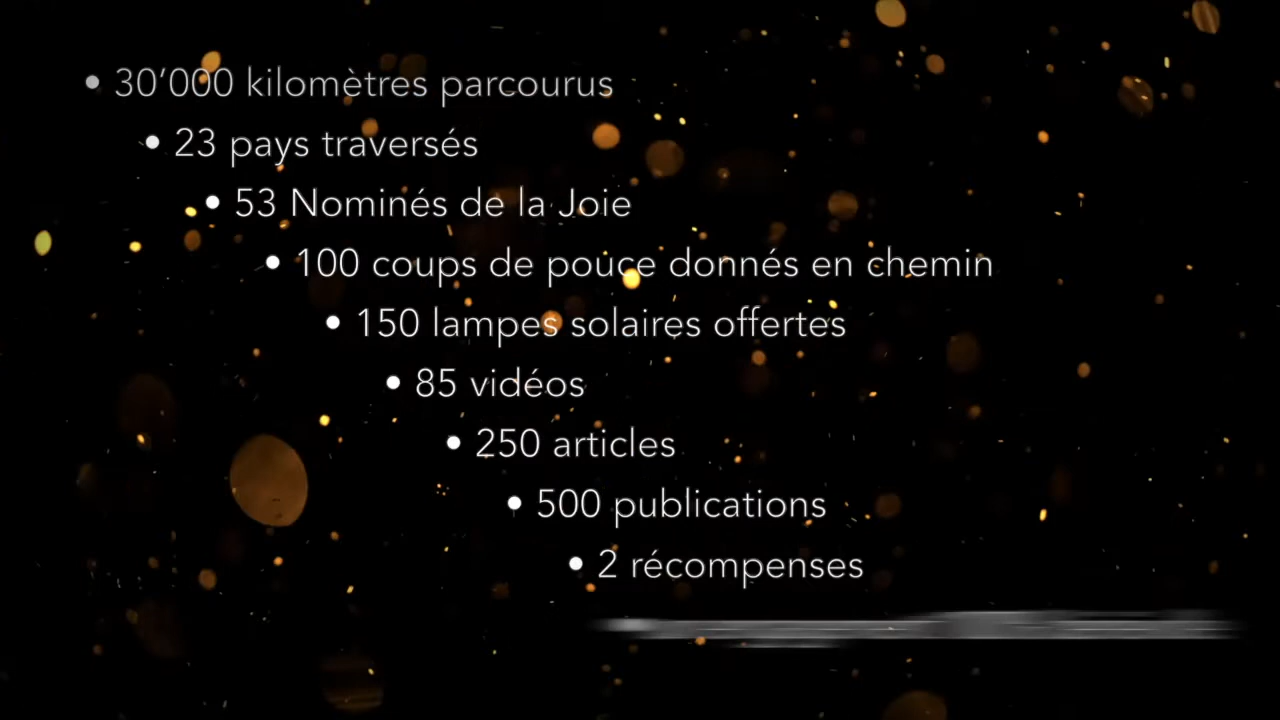 • 30’000 kilomètres parcourus
• 23 pays traversés
• 53 Nominés de la Joie
• 100 coups de pouce donnés en chemin
• 150 lampes solaires offertes
• 85 vidéos
• 250 articles
• 500 publications
• 2 récompenses